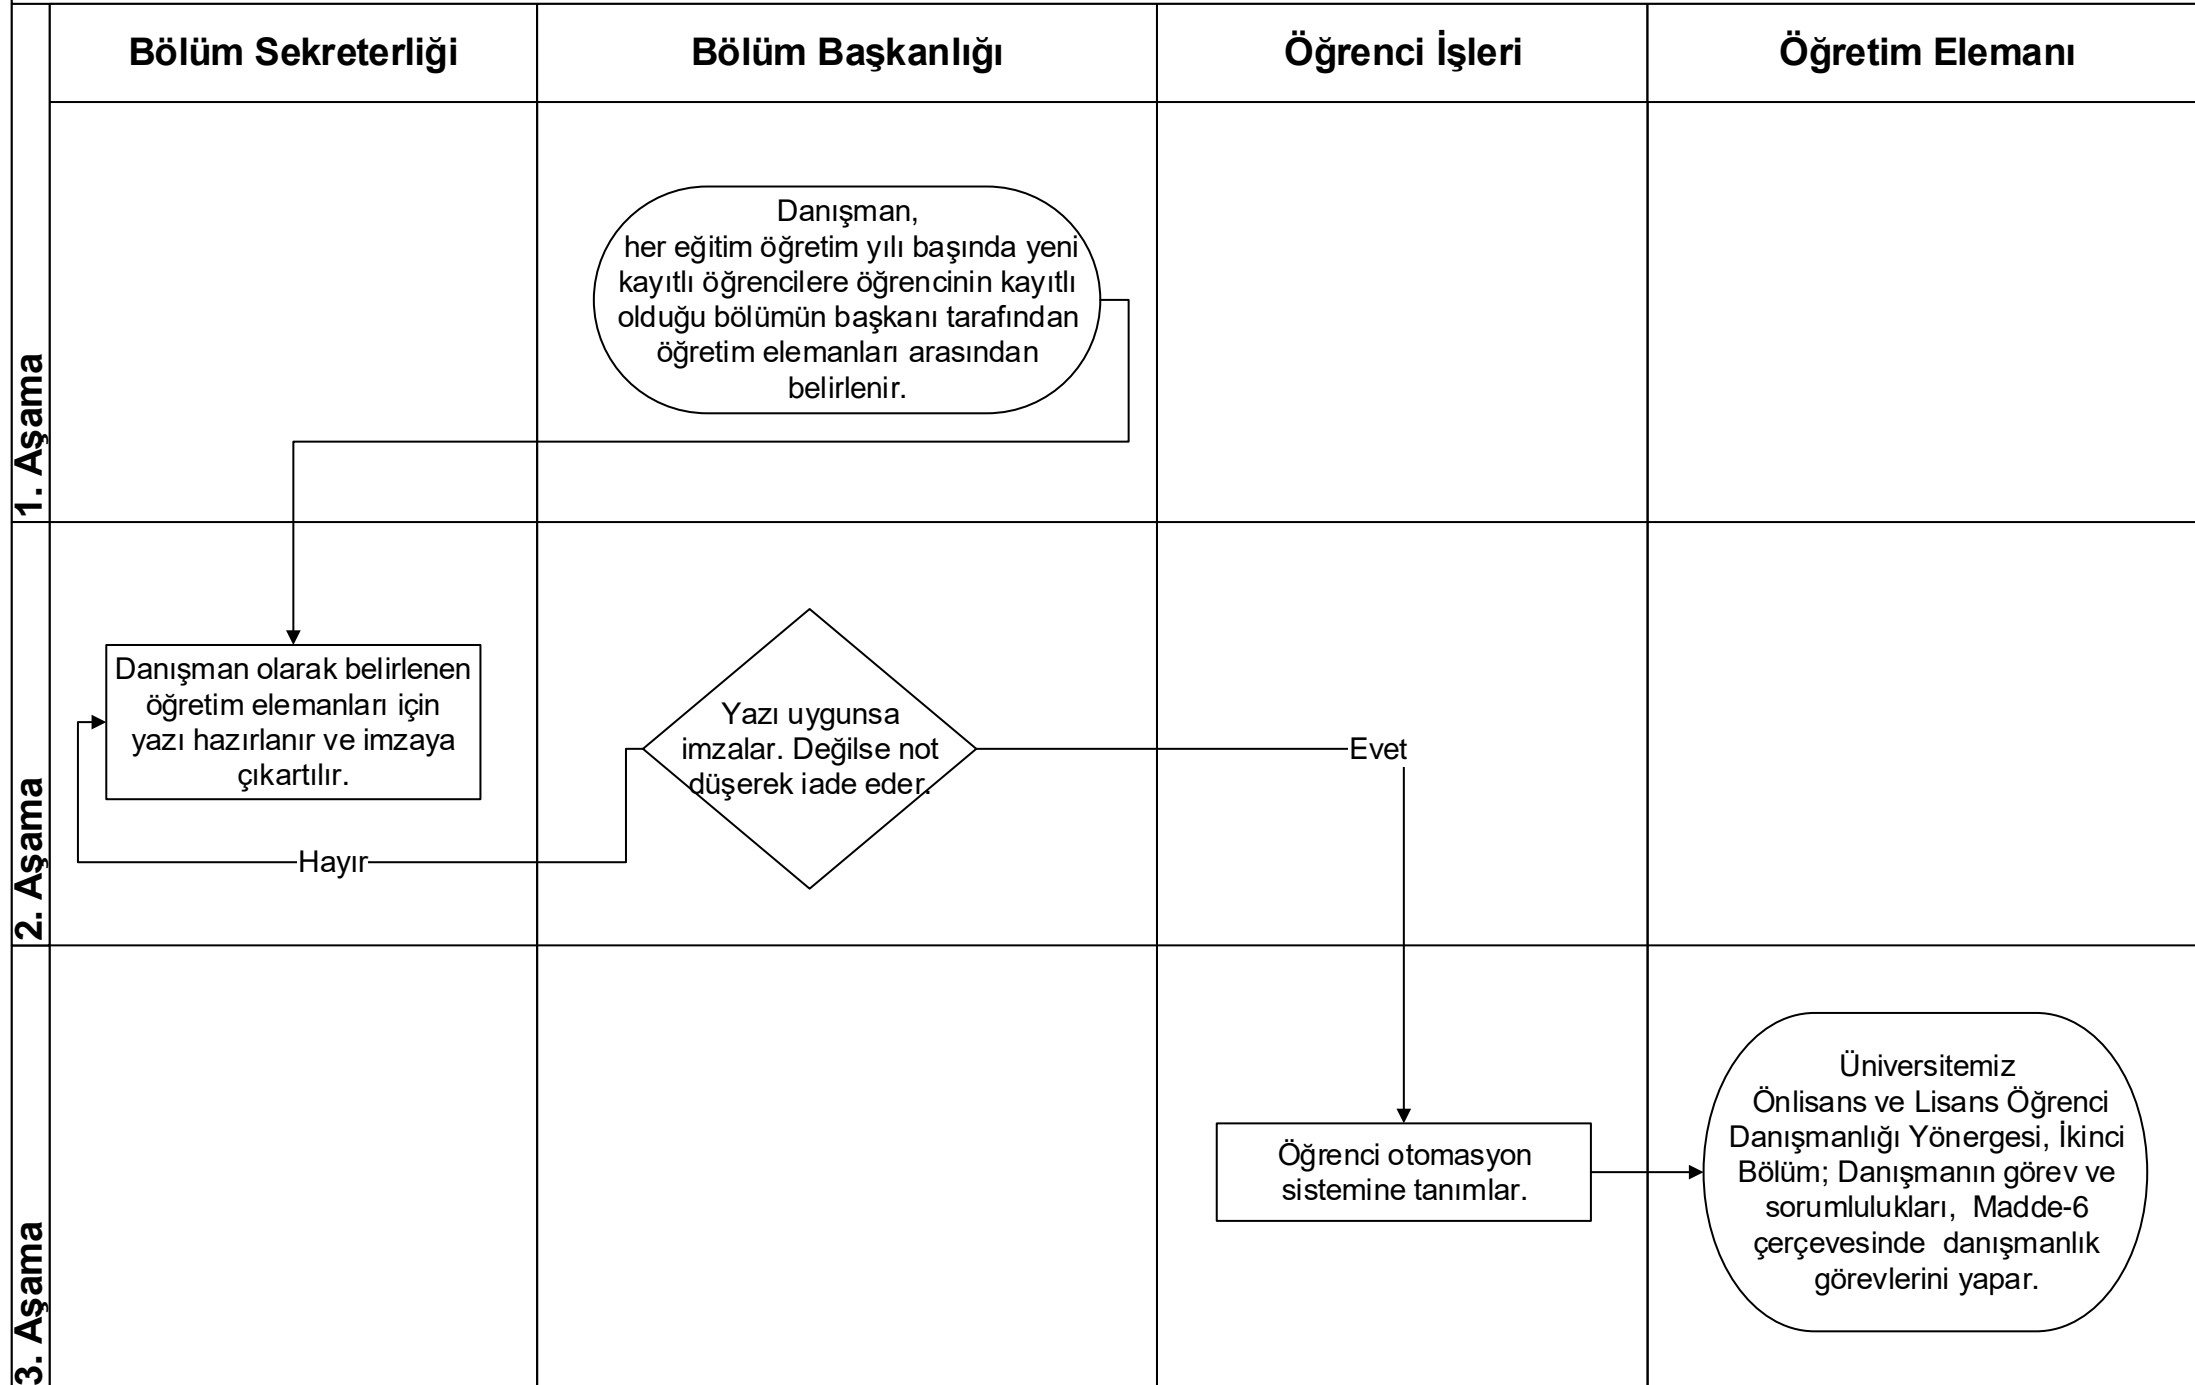 Bölüm Sekreterliği
Bölüm Başkanlığı
Öğrenci İşleri
Öğretim Elemanı
1. Aşama
Danışman,
her eğitim öğretim yılı başında yeni
kayıtlı öğrencilere öğrencinin kayıtlı
olduğu bölümün başkanı tarafından
öğretim elemanları arasından
belirlenir.
2. Aşama
Danışman olarak belirlenen
öğretim elemanları için
yazı hazırlanır ve imzaya
çıkartılır.
Yazı uygunsa
imzalar. Değilse not
düşerek iade eder.
Evet
Hayır
3. Aşama
Öğrenci otomasyon
sistemine tanımlar.
Üniversitemiz
Önlisans ve Lisans Öğrenci
Danışmanlığı Yönergesi, İkinci
Bölüm; Danışmanın görev ve
sorumlulukları, Madde-6
çerçevesinde danışmanlık
görevlerini yapar.